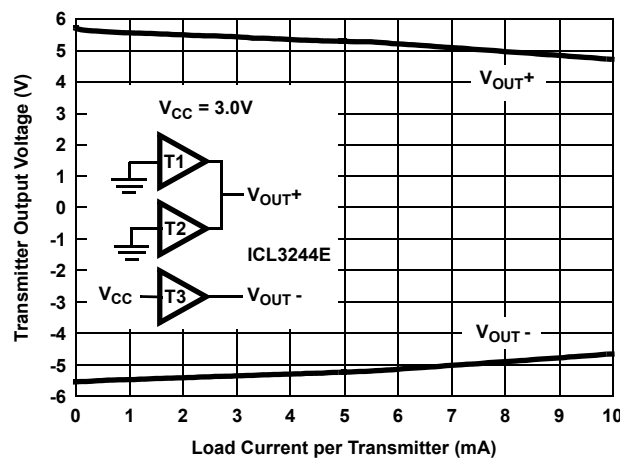 Transmitter Output Voltage (V)
6
5
4
3
2
1
0
-1
-2
-3
-4
-5
-6
VOUT+
VCC = 3.0V
T1
VOUT+
T2
ICL3244E
VCC
T3
VOUT -
VOUT -
0 1 2 3 4 5 6 7 8 9 10
Load Current per Transmitter (mA)